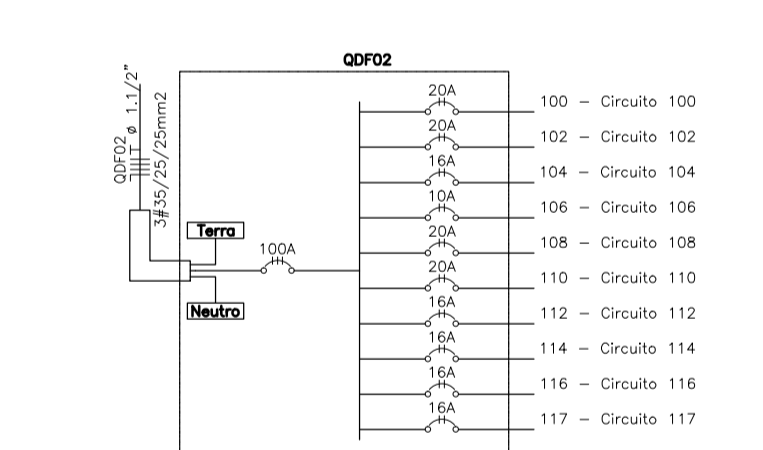 QDF02
QDF02 ø 1.1/2"
3#35/25/25mm2
Terra
100A
Neutro
20A
100 - Circuito 100
20A
102 - Circuito 102
16A
104 - Circuito 104
10A
106 - Circuito 106
20A
108 - Circuito 108
20A
110 - Circuito 110
16A
112 - Circuito 112
16A
114 - Circuito 114
16A
116 - Circuito 116
16A
117 - Circuito 117